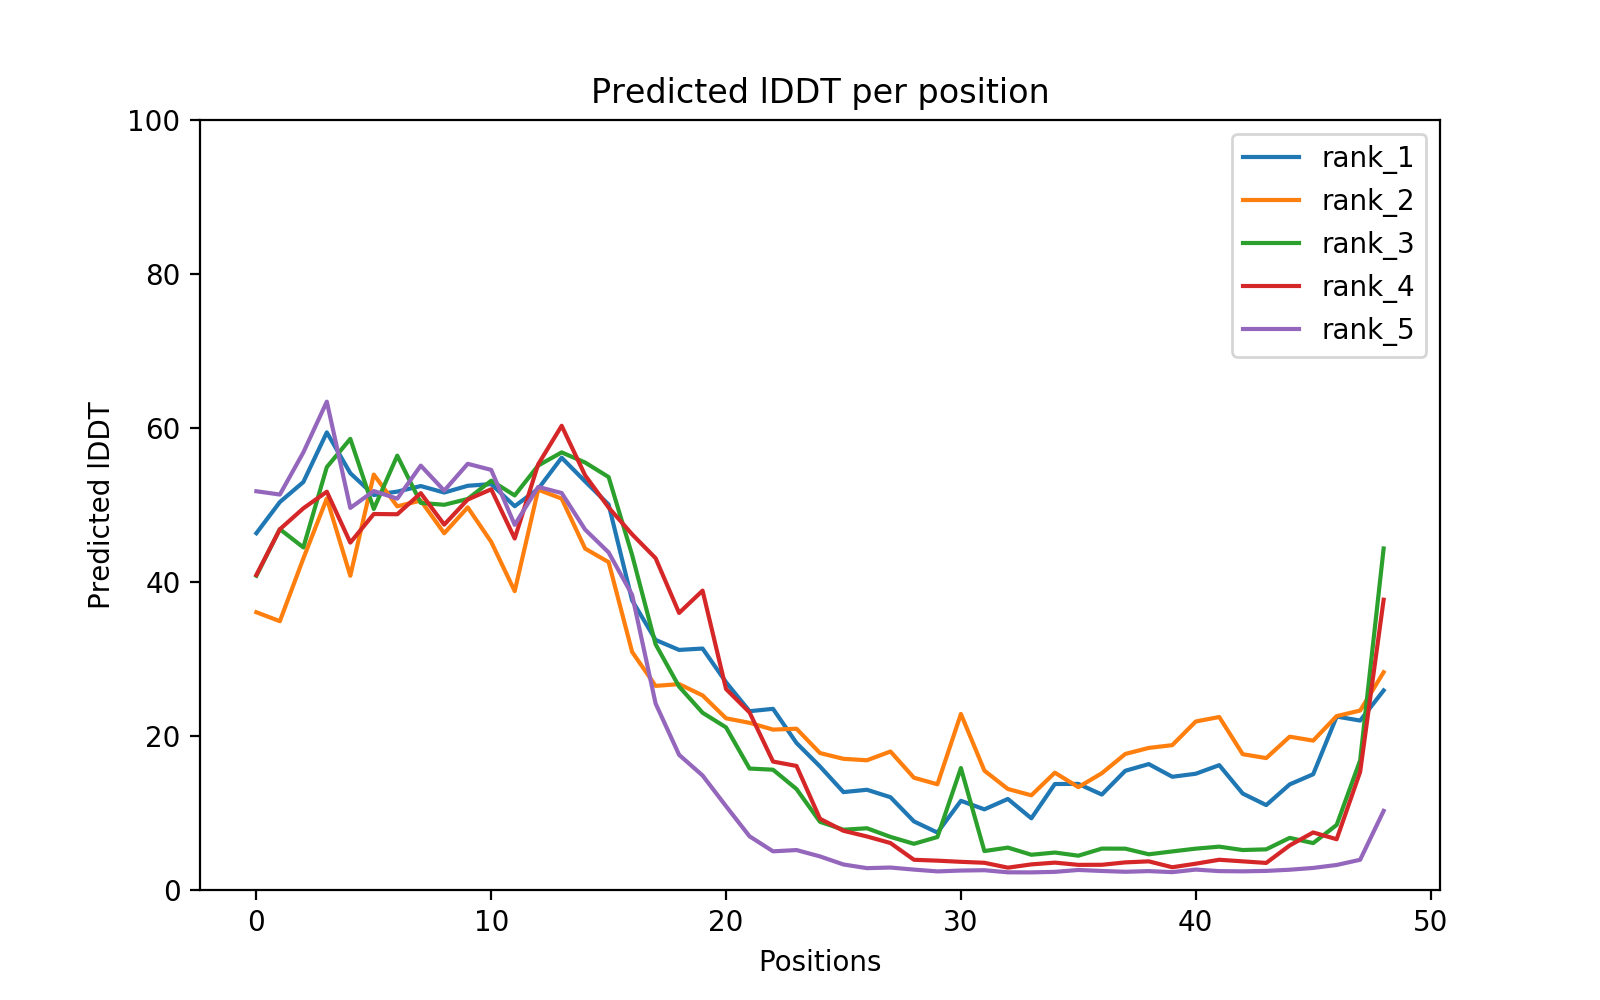 Predicted lDDT per position
100
80
60
40
20
0
Predicted lDDT
rank_1
rank_2
rank_3
rank_4
rank_5
0 10 20 30 40 50
Positions